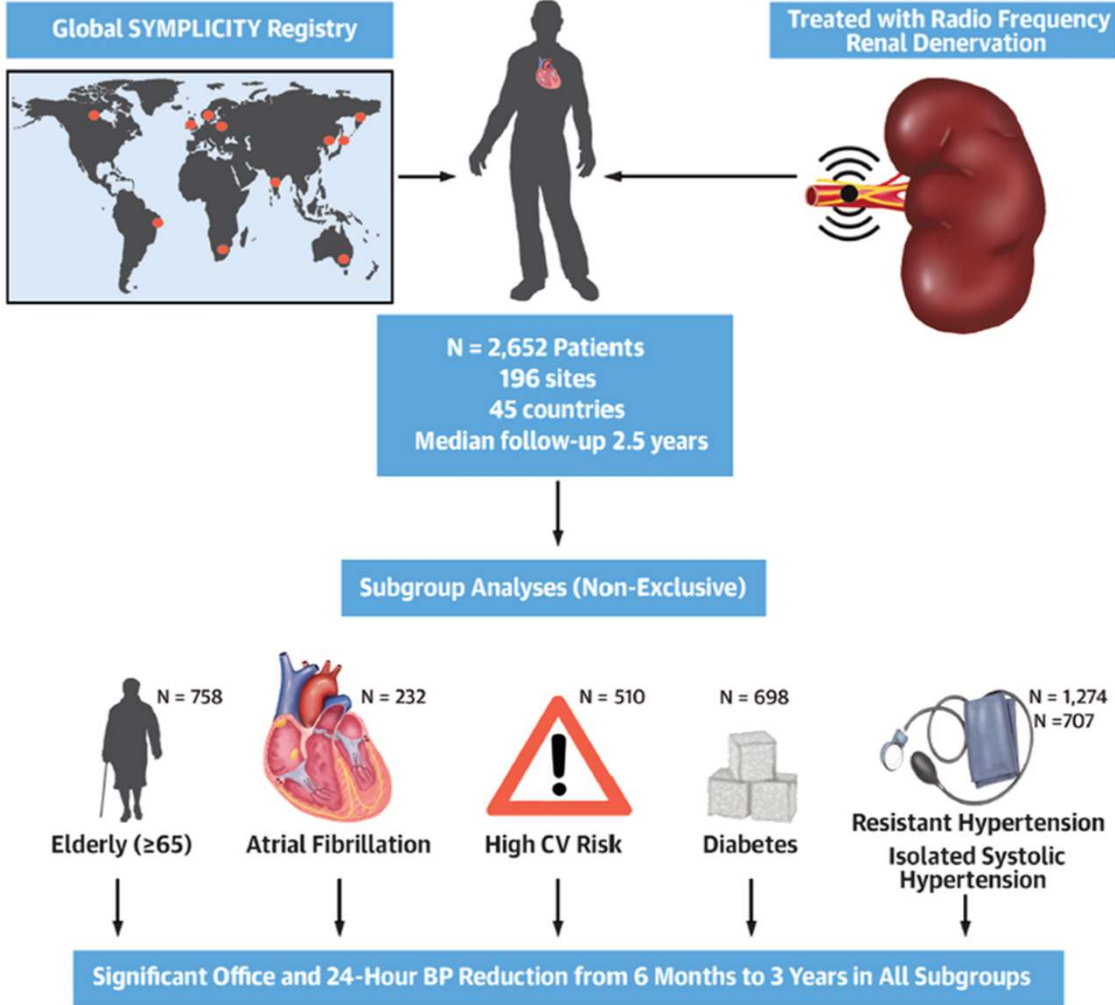 Global SYMPLICITY Registry
Treated with Radio Frequency
Renal Denervation
N = 2,652 Patients
196 sites
45 countries
Median follow-up 2.5 years
Subgroup Analyses (Non-Exclusive)
N = 758
N = 232
N = 510
N = 698
N = 1,274
N =707
Elderly (≥65)
Atrial Fibrillation
High CV Risk
Diabetes
Resistant Hypertension
Isolated Systolic
Hypertension
Significant Office and 24-Hour BP Reduction from 6 Months to 3 Years in All Subgroups